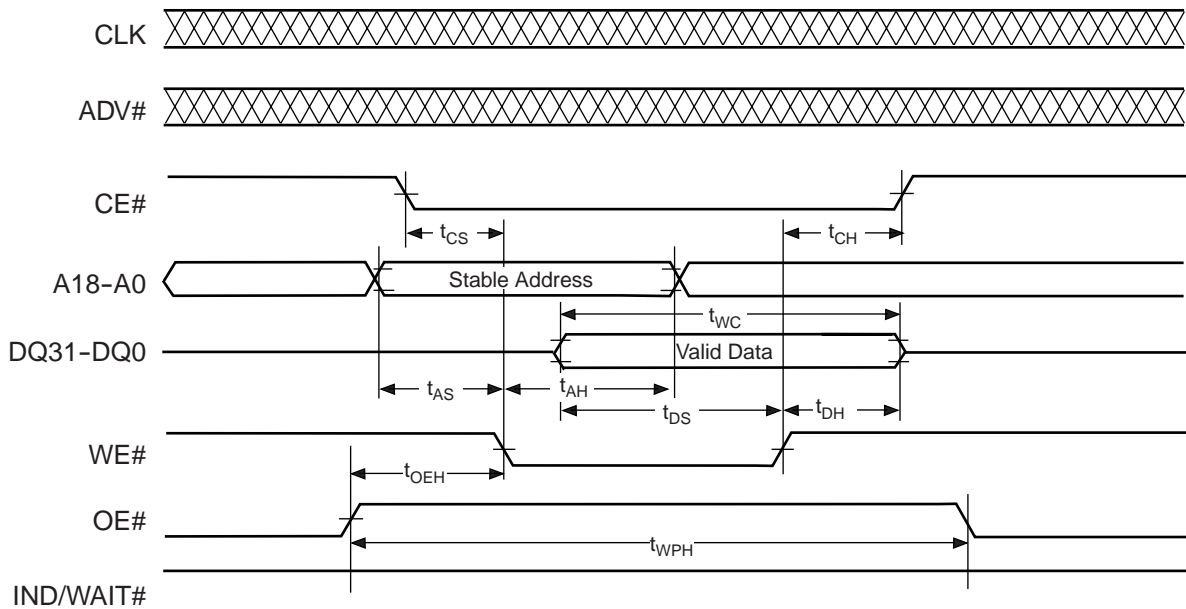 CLK
ADV#
CE#
tCS
tCH
A18-A0
Stable Address
tWC
DQ31-DQ0
Valid Data
tAS
tAH
tDS
tDH
WE#
tOEH
OE#
tWPH
IND/WAIT#